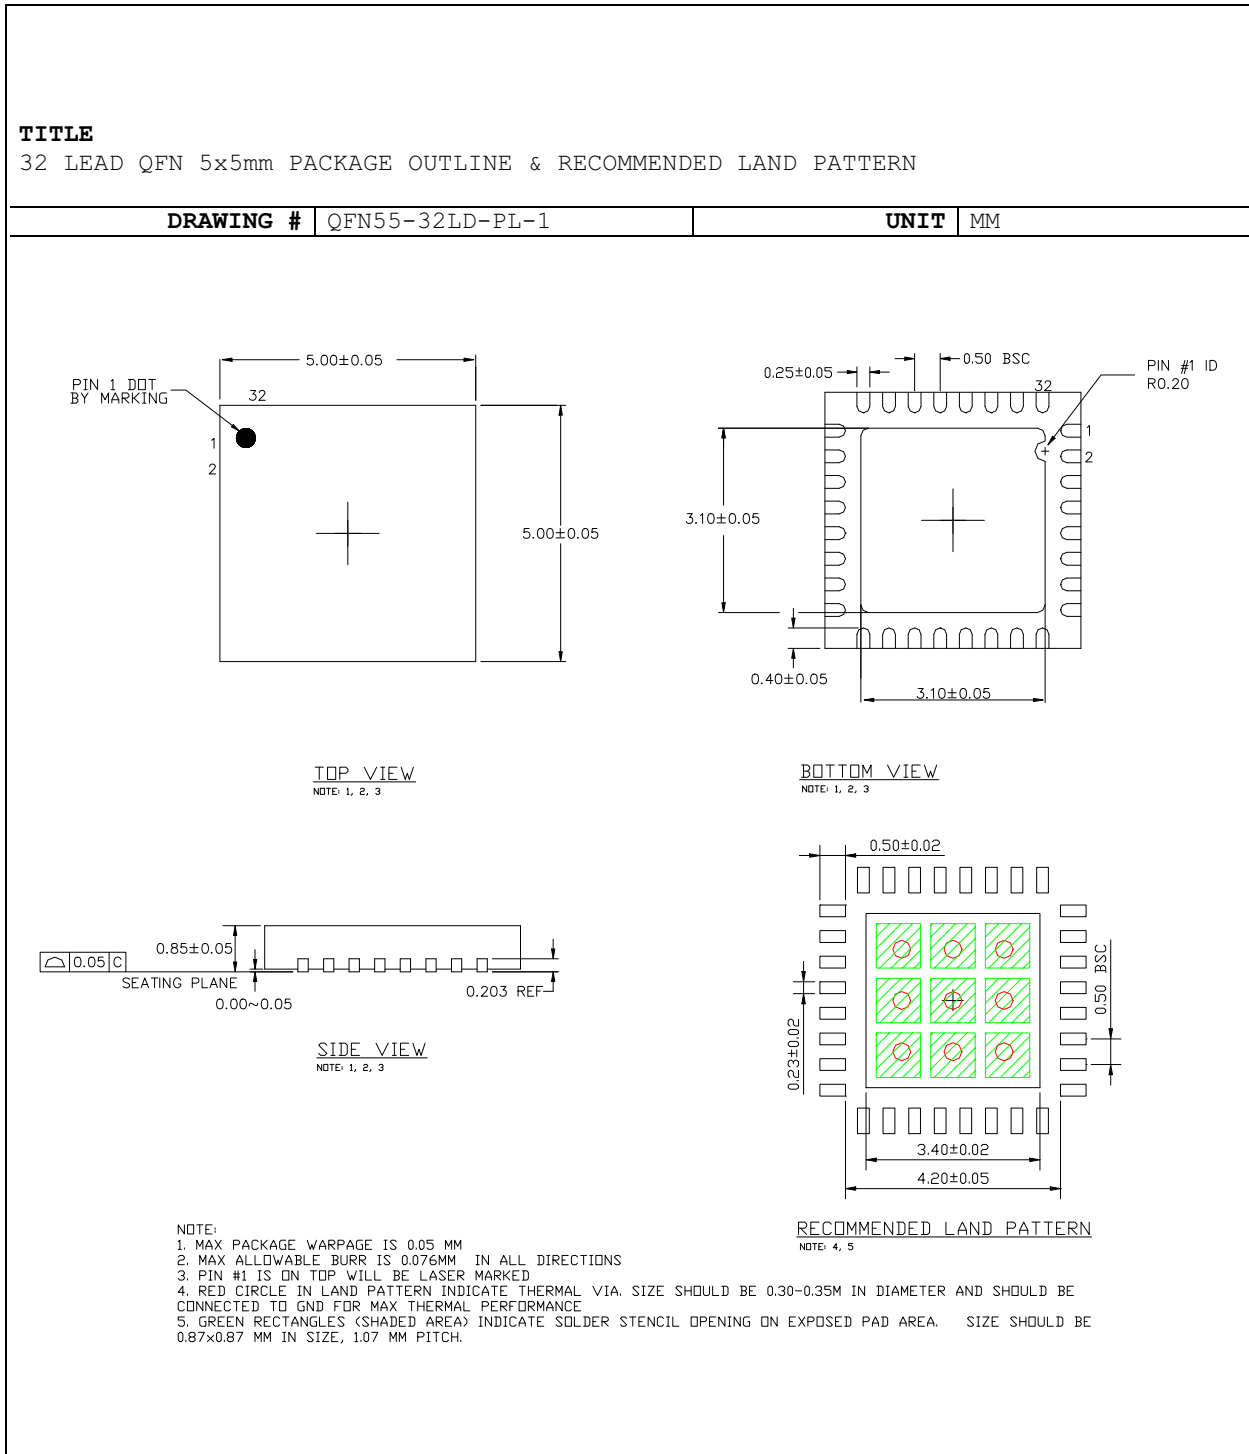 TITLE
32 LEAD QFN 5x5mm PACKAGE OUTLINE & RECOMMENDED LAND PATTERN
DRAWING # QFN55-32LD-PL-1 UNIT MM
PIN 1 DOT
BY MARKING
32
1
2
5.00±0.05
5.00±0.05
TOP VIEW
NOTE: 1, 2, 3
0.25±0.05
0.50 BSC
PIN #1 ID
R0.20
32
1
2
3.10±0.05
0.40±0.05
3.10±0.05
BOTTOM VIEW
NOTE: 1, 2, 3
0.05 C
0.85±0.05
SEATING PLANE
0.00~0.05
0.203 REF
SIDE VIEW
NOTE: 1, 2, 3
0.50±0.02
0.50 BSC
0.23±0.02
3.40±0.02
4.20±0.05
RECOMMENDED LAND PATTERN
NOTE: 4, 5
NOTE:
1. MAX PACKAGE WARPAGE IS 0.05 MM
2. MAX ALLOWABLE BURR IS 0.076MM IN ALL DIRECTIONS
3. PIN #1 IS ON TOP WILL BE LASER MARKED
4. RED CIRCLE IN LAND PATTERN INDICATE THERMAL VIA. SIZE SHOULD BE 0.30-0.35M IN DIAMETER AND SHOULD BE
CONNECTED TO GND FOR MAX THERMAL PERFORMANCE
5. GREEN RECTANGLES (SHADED AREA) INDICATE SOLDER STENCIL OPENING ON EXPOSED PAD AREA. SIZE SHOULD BE
0.87x0.87 MM IN SIZE, 1.07 MM PITCH.